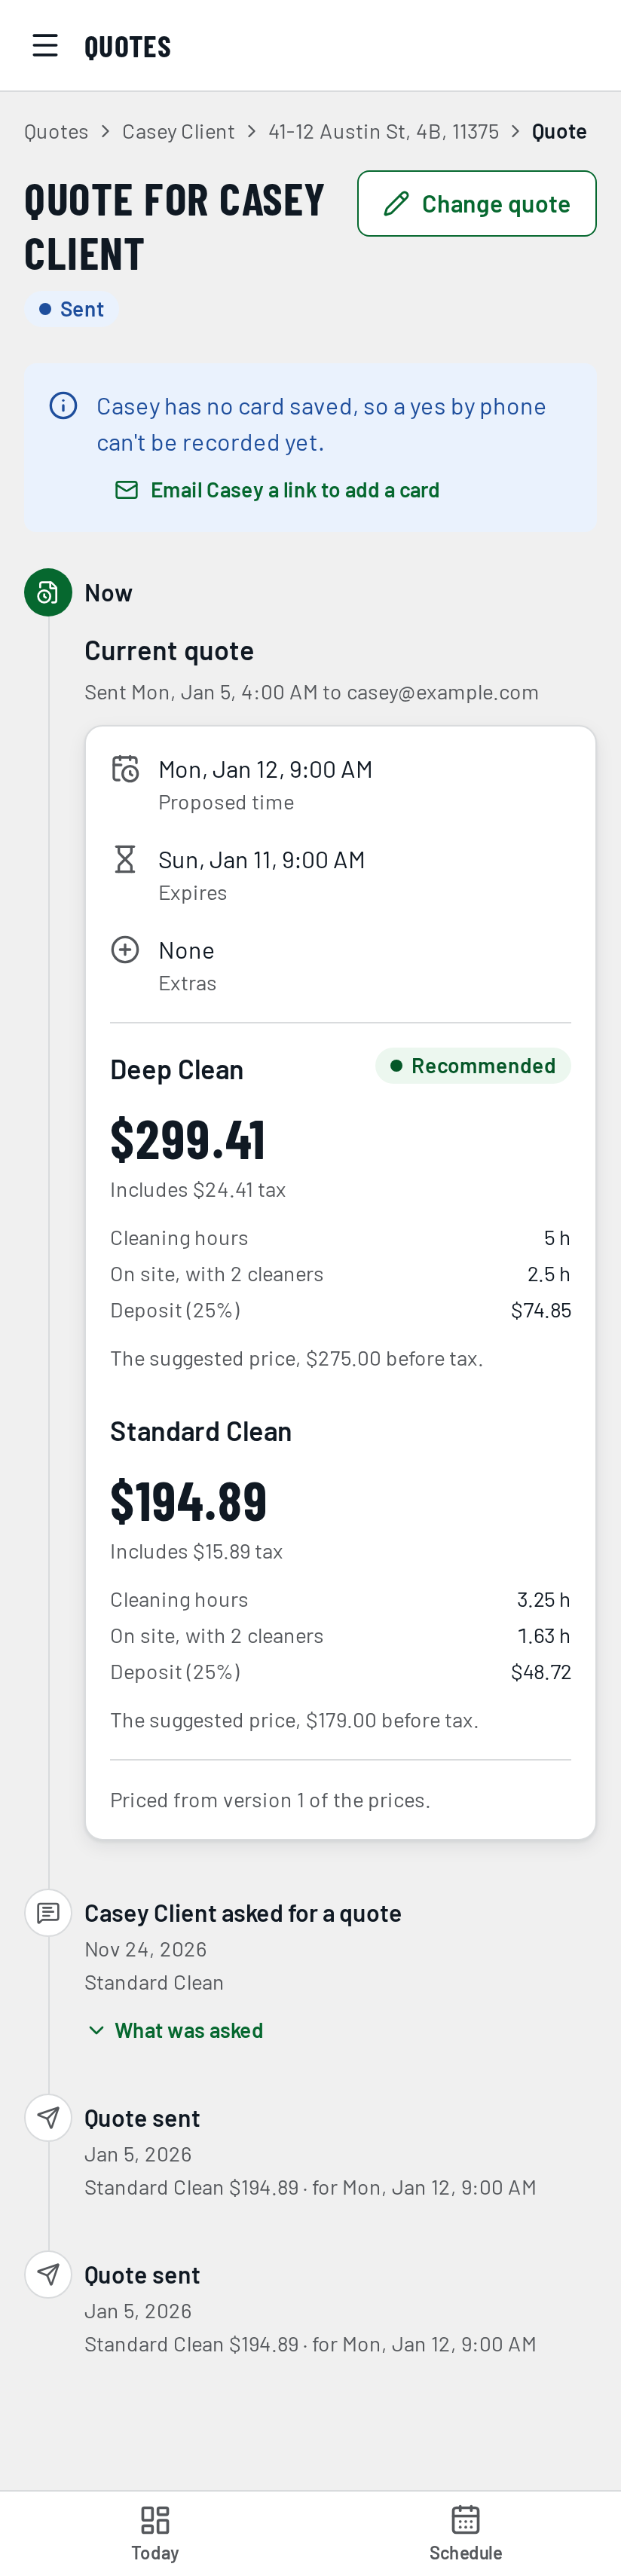 QUOTES
Quotes > Casey Client > 41-12 Austin St, 4B, 11375 > Quote
QUOTE FOR CASEY
CLIENT
Change quote
Sent
Casey has no card saved, so a yes by phone
can't be recorded yet.
Email Casey a link to add a card
Now
Current quote
Sent Mon, Jan 5, 4:00 AM to casey@example.com
Mon, Jan 12, 9:00 AM
Proposed time
Sun, Jan 11, 9:00 AM
Expires
None
Extras
Deep Clean
Recommended
$299.41
Includes $24.41 tax
Cleaning hours 5 h
On site, with 2 cleaners 2.5 h
Deposit (25%) $74.85
The suggested price, $275.00 before tax.
Standard Clean
$194.89
Includes $15.89 tax
Cleaning hours 3.25 h
On site, with 2 cleaners 1.63 h
Deposit (25%) $48.72
The suggested price, $179.00 before tax.
Priced from version 1 of the prices.
Casey Client asked for a quote
Nov 24, 2026
Standard Clean
What was asked
Quote sent
Jan 5, 2026
Standard Clean $194.89 · for Mon, Jan 12, 9:00 AM
Quote sent
Jan 5, 2026
Standard Clean $194.89 · for Mon, Jan 12, 9:00 AM
Today
Schedule